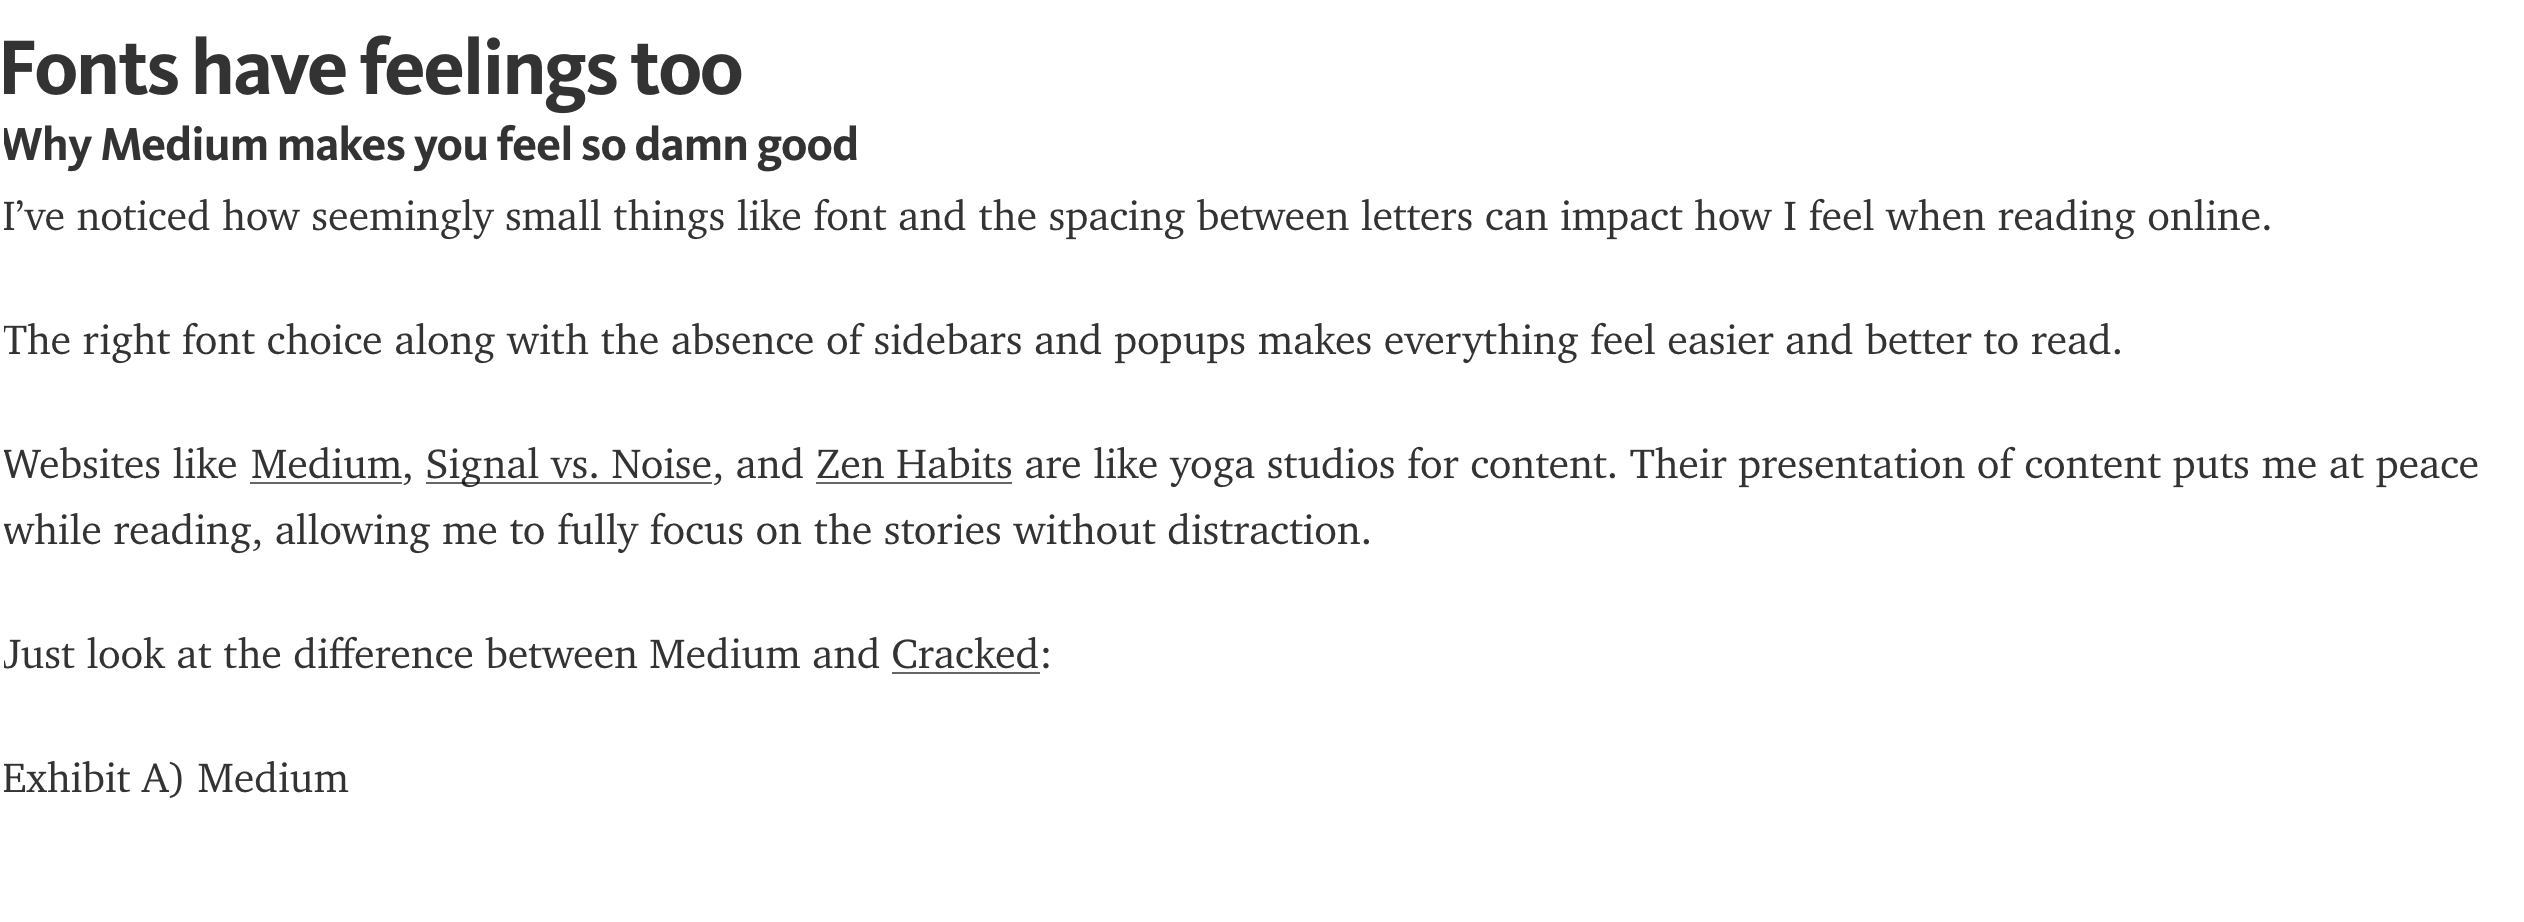 Fonts have feelings too
Why Medium makes you feel so damn good
I’ve noticed how seemingly small things like font and the spacing between letters can impact how I feel when reading online.
The right font choice along with the absence of sidebars and popups makes everything feel easier and better to read.
Websites like Medium, Signal vs. Noise, and Zen Habits are like yoga studios for content. Their presentation of content puts me at peace
while reading, allowing me to fully focus on the stories without distraction.
Just look at the difference between Medium and Cracked:
Exhibit A) Medium